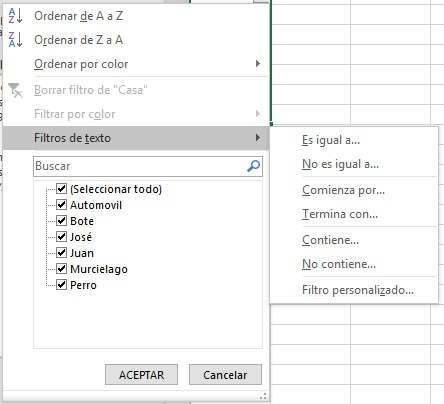 Ordenar de A a Z
Ordenar de Z a A
Ordenar por color
Borrar filtro de "Casa"
Filtrar por color
Filtros de texto
Buscar
(Seleccionar todo)
Automovil
Bote
José
Juan
Murcielago
Perro
ACEPTAR Cancelar
Es igual a...
No es igual a...
Comienza por...
Termina con...
Contiene...
No contiene...
Filtro personalizado...